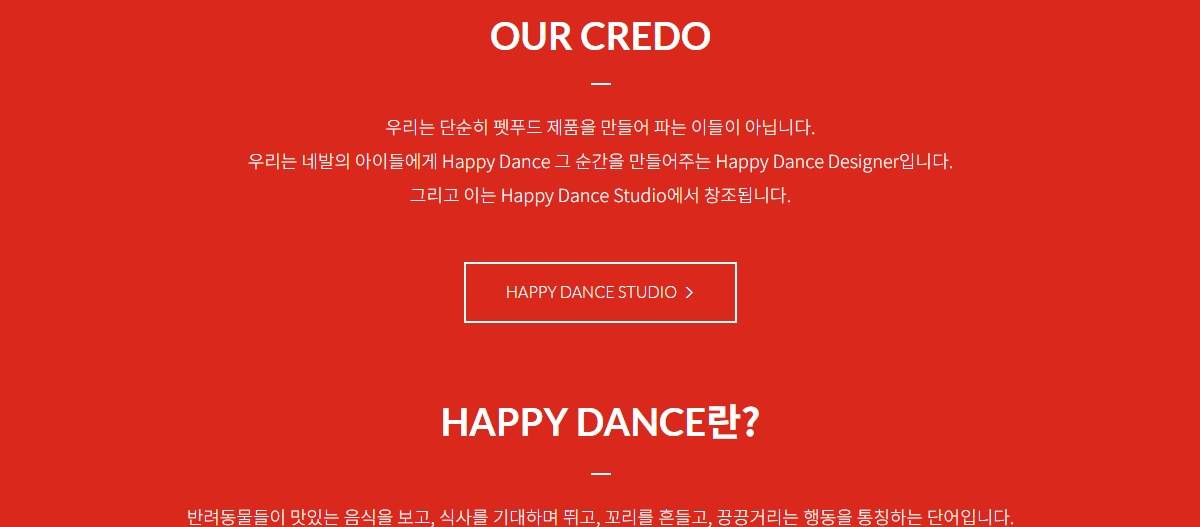 OUR CREDO
우리는 단순히 펫푸드 제품을 만들어 파는 이들이 아닙니다.
우리는 네발의 아이들에게 Happy Dance 그 순간을 만들어주는 Happy Dance Designer입니다.
그리고 이는 Happy Dance Studio에서 창조됩니다.
HAPPY DANCE STUDIO >
HAPPY DANCE란?
반려동물들이 맛있는 음식을 보고, 식사를 기대하며 뛰고, 꼬리를 흔들고, 끙끙거리는 행동을 통칭하는 단어입니다.